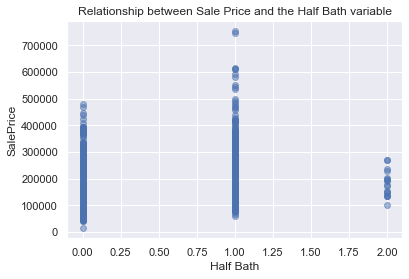 Relationship between Sale Price and the Half Bath variable
700000
600000
500000
400000
300000
200000
100000
0
SalePrice
0.00 0.25 0.50 0.75 1.00 1.25 1.50 1.75 2.00
Half Bath